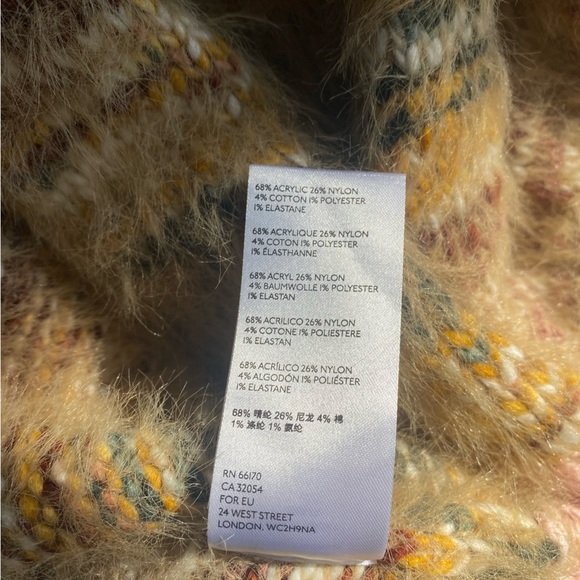 68% ACRYLIC 26% NYLON
4% COTTON 1% POLYESTER
1% ELASTANE
68% ACRYLIQUE 26% NYLON
4% COTON 1% POLYESTER
1% ÉLASTHANNE
68% ACRYL 26% NYLON
4% BAUMWOLLE 1% POLYESTER
1% ELASTAN
68% ACRILICO 26% NYLON
4% COTONE 1% POLIESTERE
1% ELASTAN
68% ACRÍLICO 26% NYLON
4% ALGODÓN 1% POLIÉSTER
1% ELASTANE
68% 晴纶 26% 尼龙 4% 棉
1% 涤纶 1% 氨纶
RN 66170
CA 32054
FOR EU
24 WEST STREET
LONDON, WC2H9NA